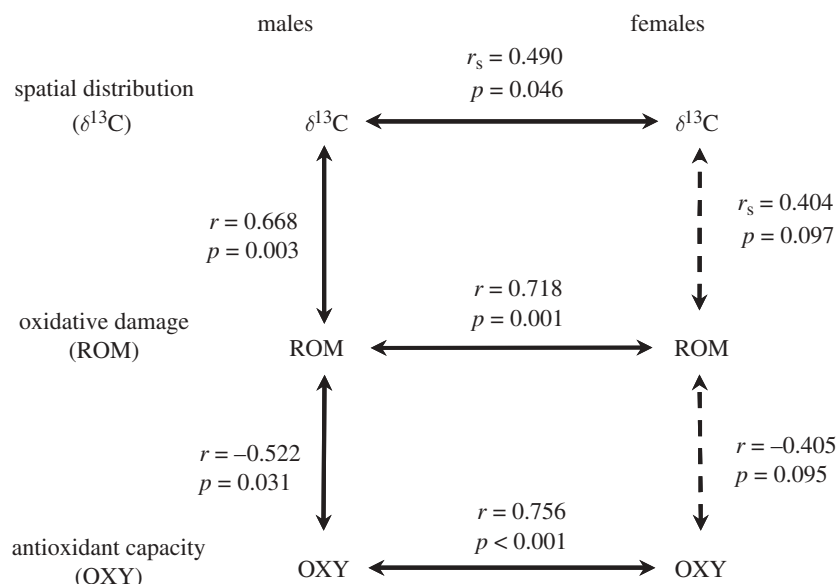 males
females
r_s = 0.490
p = 0.046
spatial distribution
(δ¹³C)
δ¹³C
δ¹³C
r = 0.668
p = 0.003
r_s = 0.404
p = 0.097
r = 0.718
p = 0.001
oxidative damage
(ROM)
ROM
ROM
r = –0.522
p = 0.031
r = –0.405
p = 0.095
r = 0.756
p < 0.001
antioxidant capacity
(OXY)
OXY
OXY